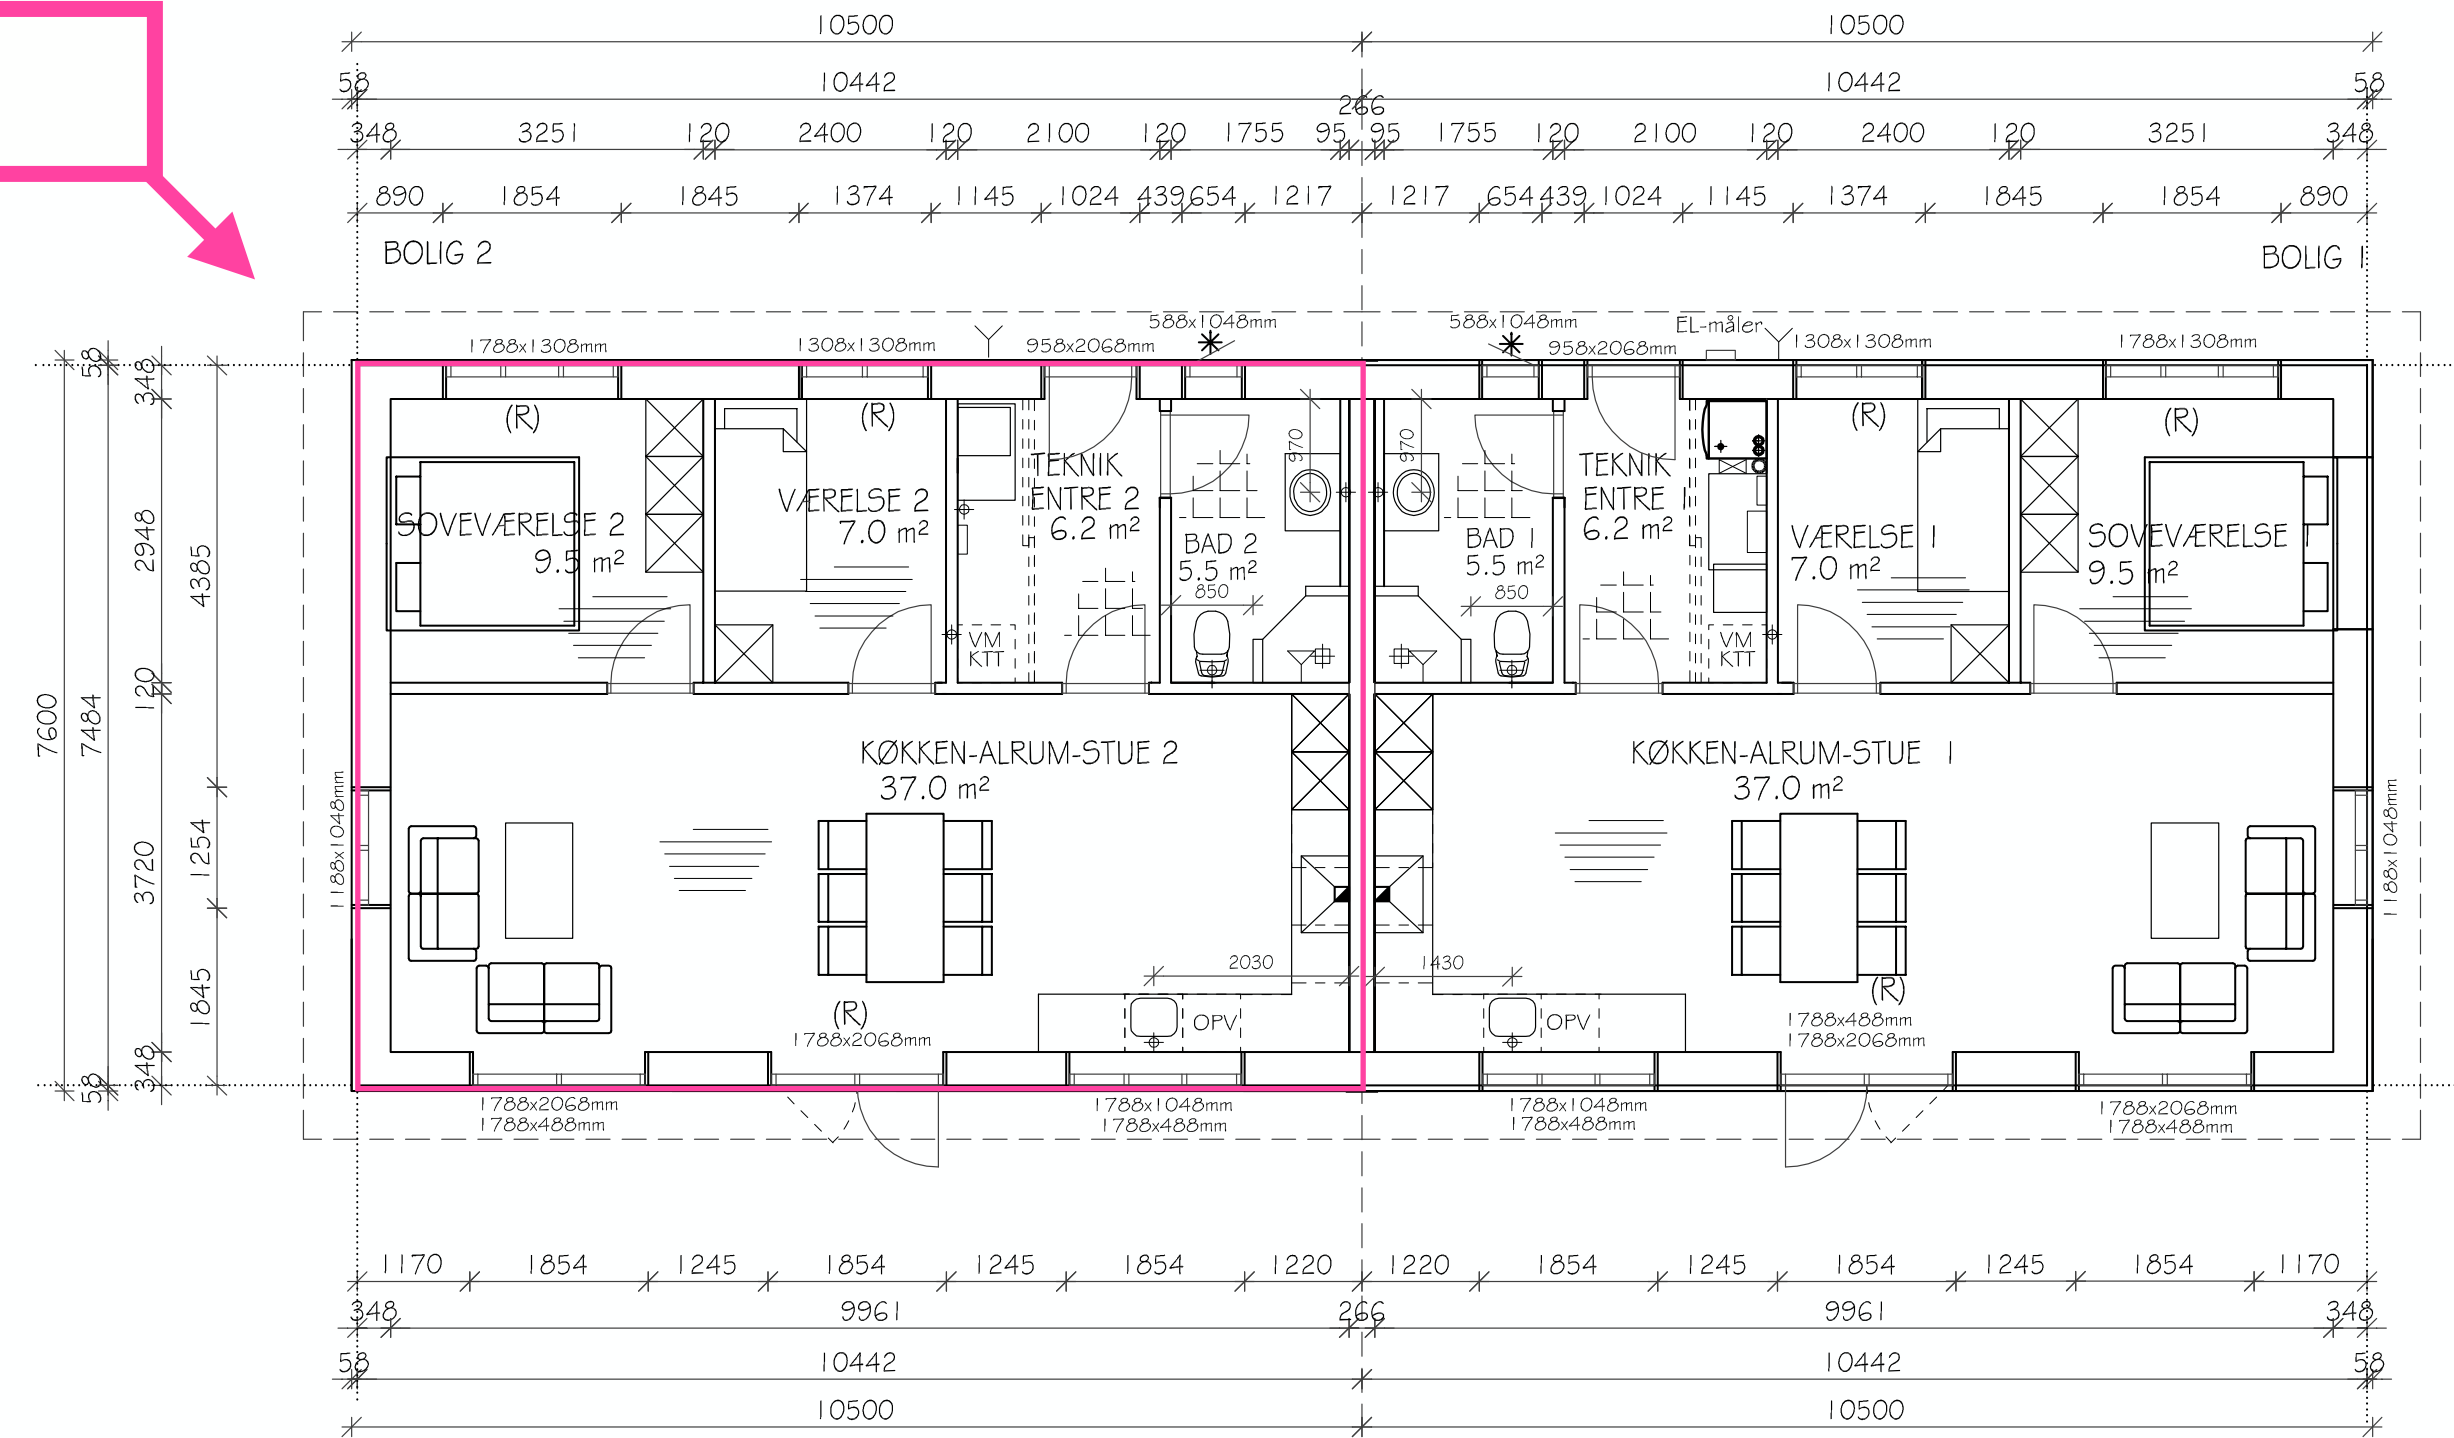 10500 10500
58 10442 10442 58
266
348 3251 120 2400 120 2100 120 1755 95 95 1755 120 2100 120 2400 120 3251 348
890 1854 1845 1374 1145 1024 439 654 1217 1217 654 439 1024 1145 1374 1845 1854 890
BOLIG 2
BOLIG 1
588x1048mm 588x1048mm EL-måler
1788x1308mm 1308x1308mm 958x2068mm 958x2068mm 1308x1308mm 1788x1308mm
58
348
(R) (R) (R) (R)
970 970
TEKNIK
ENTRE 2
6.2 m²
TEKNIK
ENTRE 1
6.2 m²
VÆRELSE 2
7.0 m²
SOVEVÆRELSE 2
9.5 m²
BAD 2
5.5 m²
850
BAD 1
5.5 m²
850
VÆRELSE 1
7.0 m²
SOVEVÆRELSE 1
9.5 m²
2948
4385
VM
KTT
VM
KTT
120
7600
7484
KØKKEN-ALRUM-STUE 2
37.0 m²
KØKKEN-ALRUM-STUE 1
37.0 m²
1188x1048mm
1188x1048mm
3720
1254
1845
2030 1430
(R)
1788x2068mm
OPV OPV
(R)
1788x488mm
1788x2068mm
348
58
1788x2068mm
1788x488mm
1788x1048mm
1788x488mm
1788x1048mm
1788x488mm
1788x2068mm
1788x488mm
1170 1854 1245 1854 1245 1854 1220 1220 1854 1245 1854 1245 1854 1170
348 9961 266 9961 348
58 10442 10442 58
10500 10500